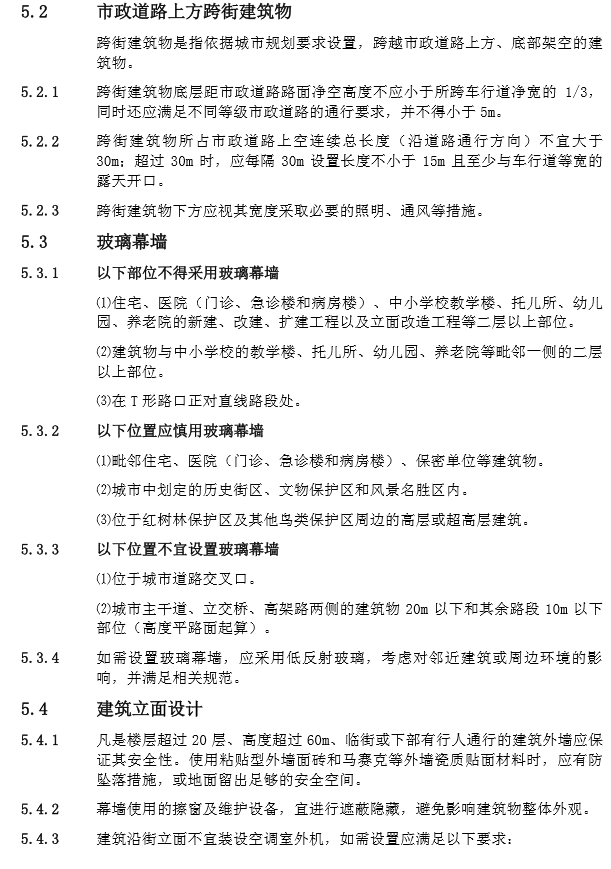 5.2 市政道路上方跨街建筑物
跨街建筑物是指依据城市规划要求设置，跨越市政道路上方、底部架空的建
筑物。
5.2.1 跨街建筑物底层距市政道路路面净空高度不应小于所跨车行道净宽的 1/3，
同时还应满足不同等级市政道路的通行要求，并不得小于 5m。
5.2.2 跨街建筑物所占市政道路上空连续总长度（沿道路通行方向）不宜大于
30m；超过 30m 时，应每隔 30m 设置长度不小于 15m 且至少与车行道等宽的
露天开口。
5.2.3 跨街建筑物下方应视其宽度采取必要的照明、通风等措施。
5.3 玻璃幕墙
5.3.1 以下部位不得采用玻璃幕墙
⑴住宅、医院（门诊、急诊楼和病房楼）、中小学校教学楼、托儿所、幼儿
园、养老院的新建、改建、扩建工程以及立面改造工程等二层以上部位。
⑵建筑物与中小学校的教学楼、托儿所、幼儿园、养老院等毗邻一侧的二层
以上部位。
⑶在 T 形路口正对直线路段处。
5.3.2 以下位置应慎用玻璃幕墙
⑴毗邻住宅、医院（门诊、急诊楼和病房楼）、保密单位等建筑物。
⑵城市中划定的历史街区、文物保护区和风景名胜区内。
⑶位于红树林保护区及其他鸟类保护区周边的高层或超高层建筑。
5.3.3 以下位置不宜设置玻璃幕墙
⑴位于城市道路交叉口。
⑵城市主干道、立交桥、高架路两侧的建筑物 20m 以下和其余路段 10m 以下
部位（高度平路面起算）。
5.3.4 如需设置玻璃幕墙，应采用低反射玻璃，考虑对邻近建筑或周边环境的影
响，并满足相关规范。
5.4 建筑立面设计
5.4.1 凡是楼层超过 20 层、高度超过 60m、临街或下部有行人通行的建筑外墙应保
证其安全性。使用粘贴型外墙面砖和马赛克等外墙瓷质贴面材料时，应有防
坠落措施，或地面留出足够的安全空间。
5.4.2 幕墙使用的擦窗及维护设备，宜进行遮蔽隐藏，避免影响建筑物整体外观。
5.4.3 建筑沿街立面不宜装设空调室外机，如需设置应满足以下要求：